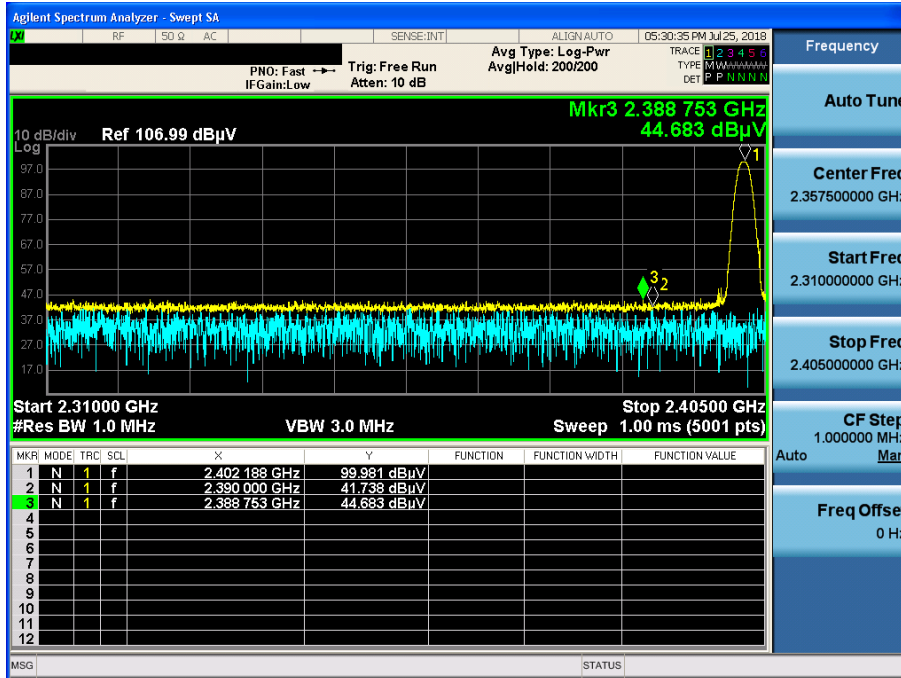 Agilent Spectrum Analyzer - Swept SA
LXI RF 50 Ω AC SENSE:INT ALIGN AUTO 05:30:35 PM Jul 25, 2018
PNO: Fast
IFGain:Low
Trig: Free Run
Atten: 10 dB
Avg Type: Log-Pwr
Avg|Hold: 200/200
TRACE 1 2 3 4 5 6
TYPE M W W W W W
DET P P N N N N
Frequency
Mkr3 2.388 753 GHz
44.683 dBµV
10 dB/div Ref 106.99 dBµV
Log
97.0
87.0
77.0
67.0
57.0
47.0
37.0
27.0
17.0
1
3
2
Start 2.31000 GHz Stop 2.40500 GHz
#Res BW 1.0 MHz VBW 3.0 MHz Sweep 1.00 ms (5001 pts)
MKR MODE TRC SCL X Y FUNCTION FUNCTION WIDTH FUNCTION VALUE
1 N 1 f 2.402 188 GHz 99.981 dBµV
2 N 1 f 2.390 000 GHz 41.738 dBµV
3 N 1 f 2.388 753 GHz 44.683 dBµV
4
5
6
7
8
9
10
11
12
Auto Tune
Center Freq
2.357500000 GHz
Start Freq
2.310000000 GHz
Stop Freq
2.405000000 GHz
CF Step
1.000000 MHz
Auto Man
Freq Offset
0 Hz
MSG STATUS